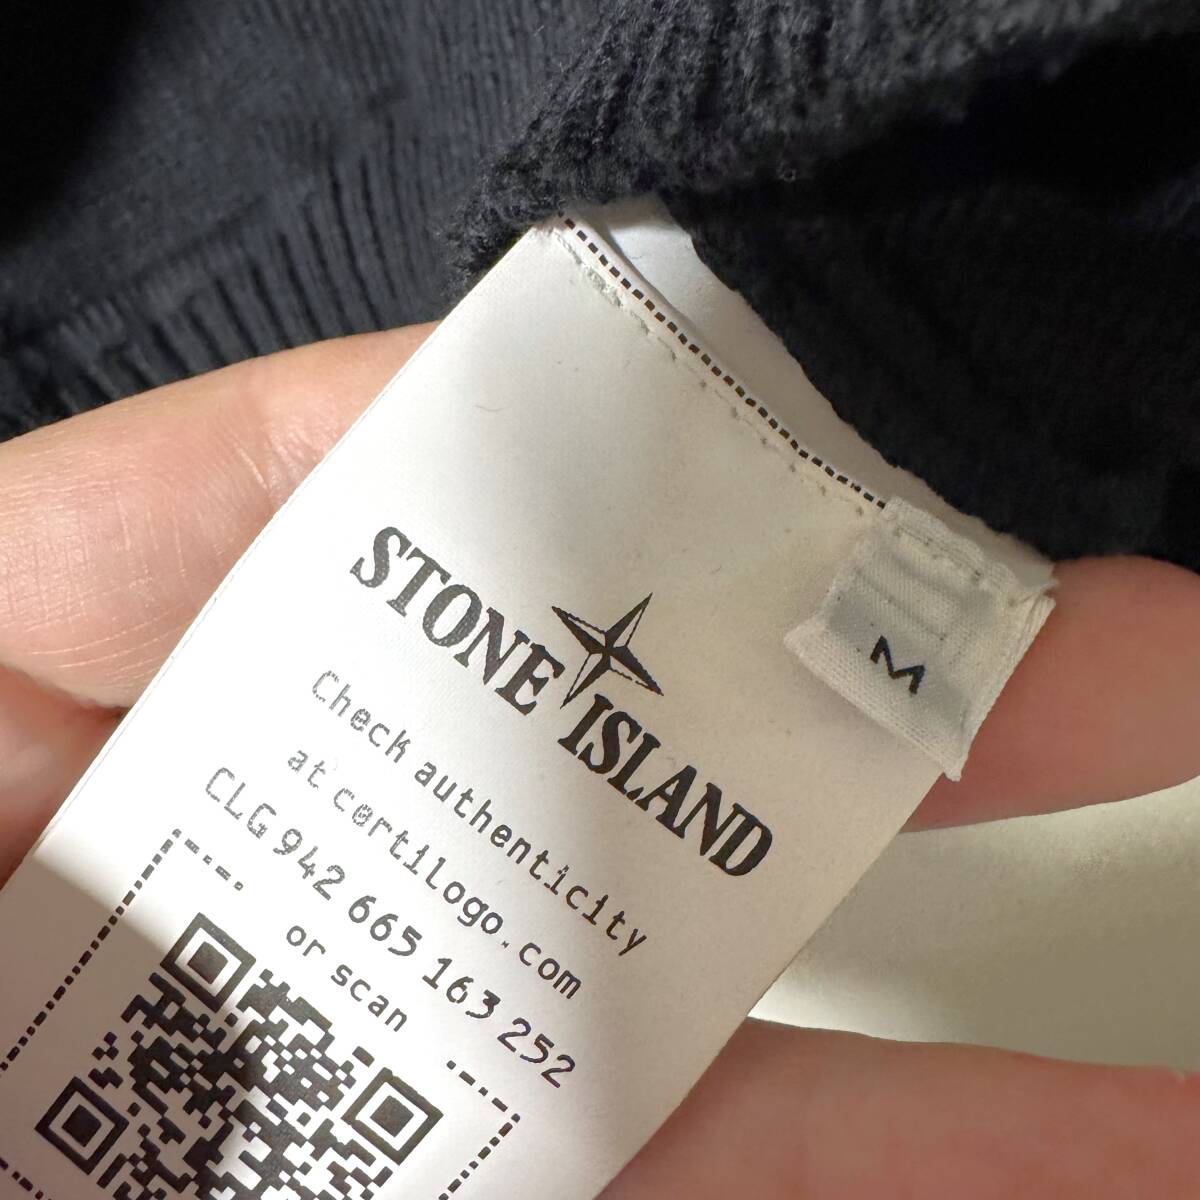 STONE ISLAND
M
Check authenticity
at certilogo.com
CLG 942 665 163 252
or scan